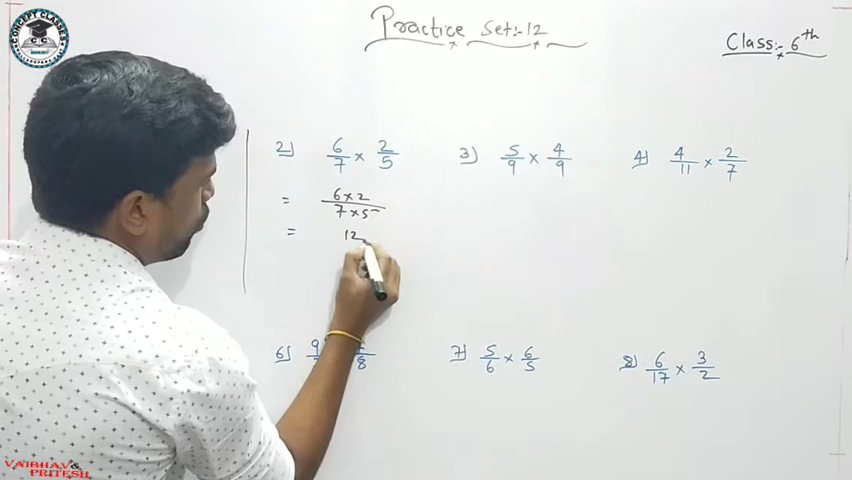 CONCEPT CLASSES
Practice Set:-12
Class:- 6th
2) 6/7 × 2/5
3) 5/9 × 4/9
4) 4/11 × 2/7
= 6×2/7×5
= 12
6) 9 8
7) 5/6 × 6/5
8) 6/17 × 3/2
VAIBHAV &
PRITESH